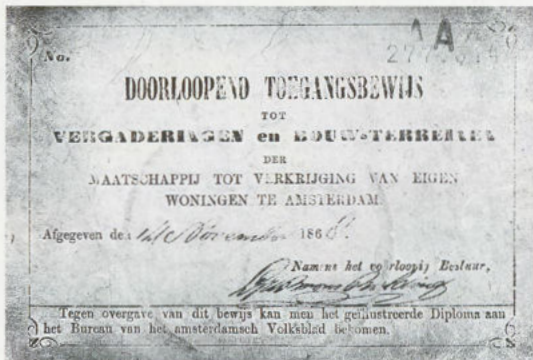 1A
No.
DOORLOOPEND TOEGANGSBEWIJS
TOT
VERGADERINGEN en BOUW-TERREINEN
DER
MAATSCHAPPIJ TOT VERKRIJGING VAN EIGEN
WONINGEN TE AMSTERDAM.
Afgegeven den November 1868.
Namens het voorloopig Bestuur,
Tegen overgave van dit bewijs kan men het geïllustreerde Diploma aan
het Bureau van het amsterdamsch Volksblad bekomen.